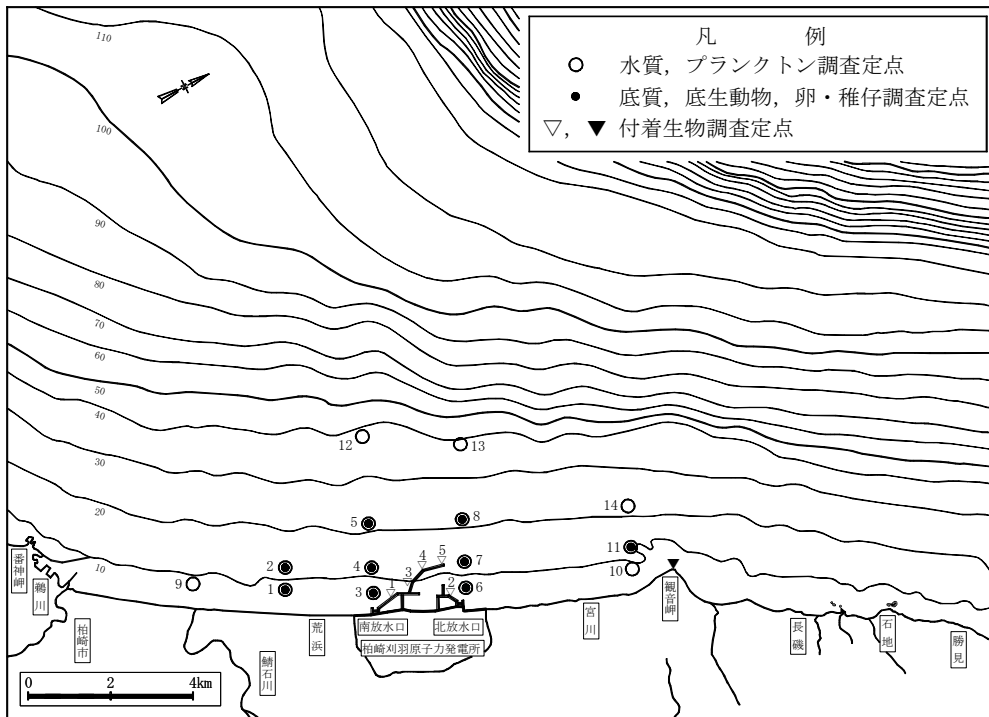 凡 例
○ 水質，プランクトン調査定点
● 底質，底生動物，卵・稚仔調査定点
▽，▼ 付着生物調査定点
110
100
90
80
70
60
50
40
30
20
10
12
13
14
5
8
11
2
4
7
10
9
1
3
6
1
2
3
4
5
番神岬
鵜川
柏崎市
鯖石川
荒浜
南放水口
北放水口
柏崎刈羽原子力発電所
宮川
観音岬
長磯
石地
勝見
0 2 4km